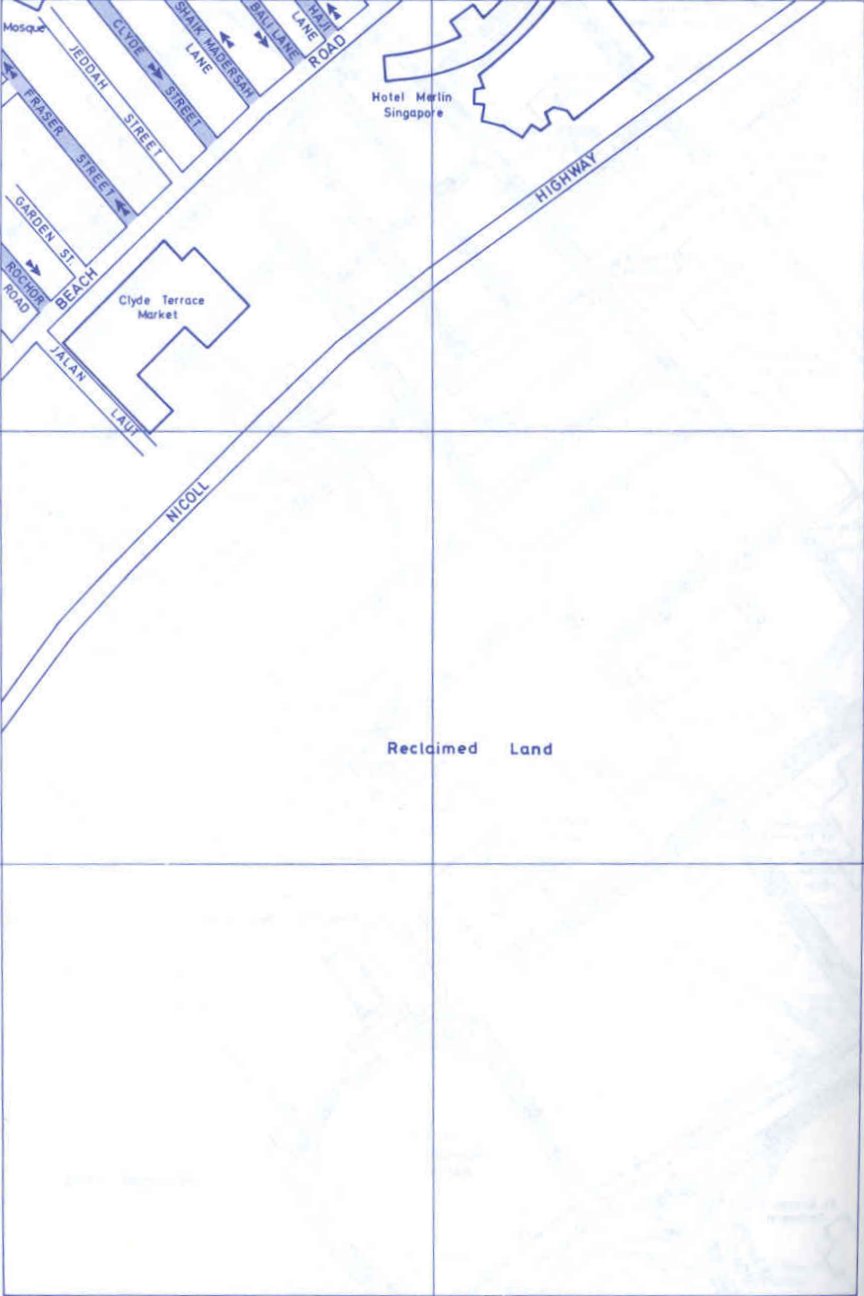 Mosque
JEDDAH STREET
CLYDE STREET
SHAIK MADERSAH
LANE
BALI LANE
HAJI
LANE
ROAD
FRASER STREET
GARDEN ST.
ROCHOR
ROAD
BEACH
Hotel Merlin
Singapore
HIGHWAY
Clyde Terrace
Market
JALAN LAUT
NICOLL
Reclaimed Land